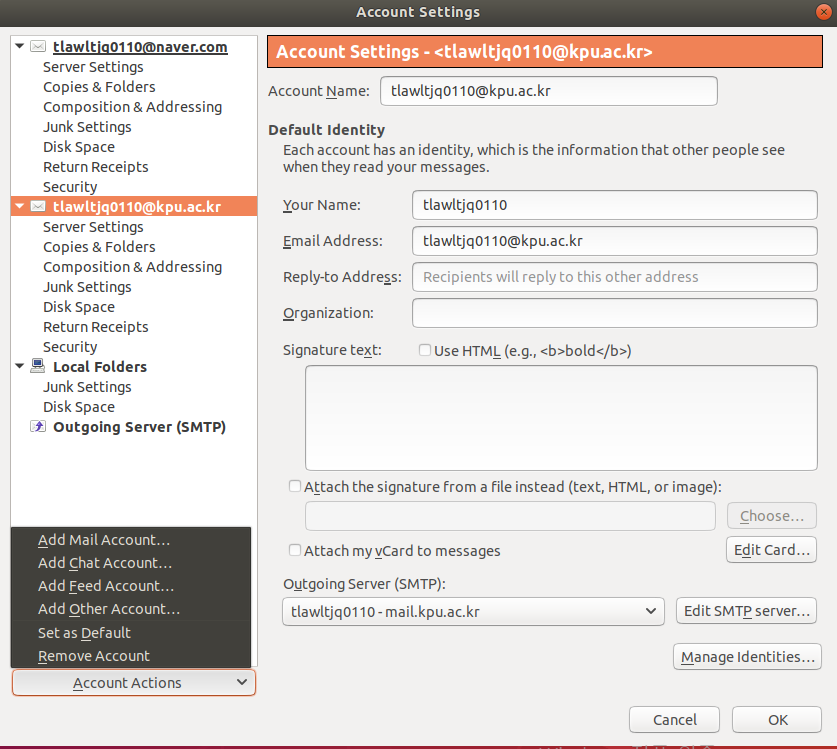 Account Settings
tlawltjq0110@naver.com
Server Settings
Copies & Folders
Composition & Addressing
Junk Settings
Disk Space
Return Receipts
Security
tlawltjq0110@kpu.ac.kr
Server Settings
Copies & Folders
Composition & Addressing
Junk Settings
Disk Space
Return Receipts
Security
Local Folders
Junk Settings
Disk Space
Outgoing Server (SMTP)
Add Mail Account...
Add Chat Account...
Add Feed Account...
Add Other Account...
Set as Default
Remove Account
Account Actions
Account Settings - <tlawltjq0110@kpu.ac.kr>
Account Name: tlawltjq0110@kpu.ac.kr
Default Identity
Each account has an identity, which is the information that other people see
when they read your messages.
Your Name: tlawltjq0110
Email Address: tlawltjq0110@kpu.ac.kr
Reply-to Address: Recipients will reply to this other address
Organization:
Signature text: Use HTML (e.g., <b>bold</b>)
Attach the signature from a file instead (text, HTML, or image):
Choose...
Attach my vCard to messages Edit Card...
Outgoing Server (SMTP):
tlawltjq0110 - mail.kpu.ac.kr Edit SMTP server...
Manage Identities...
Cancel OK